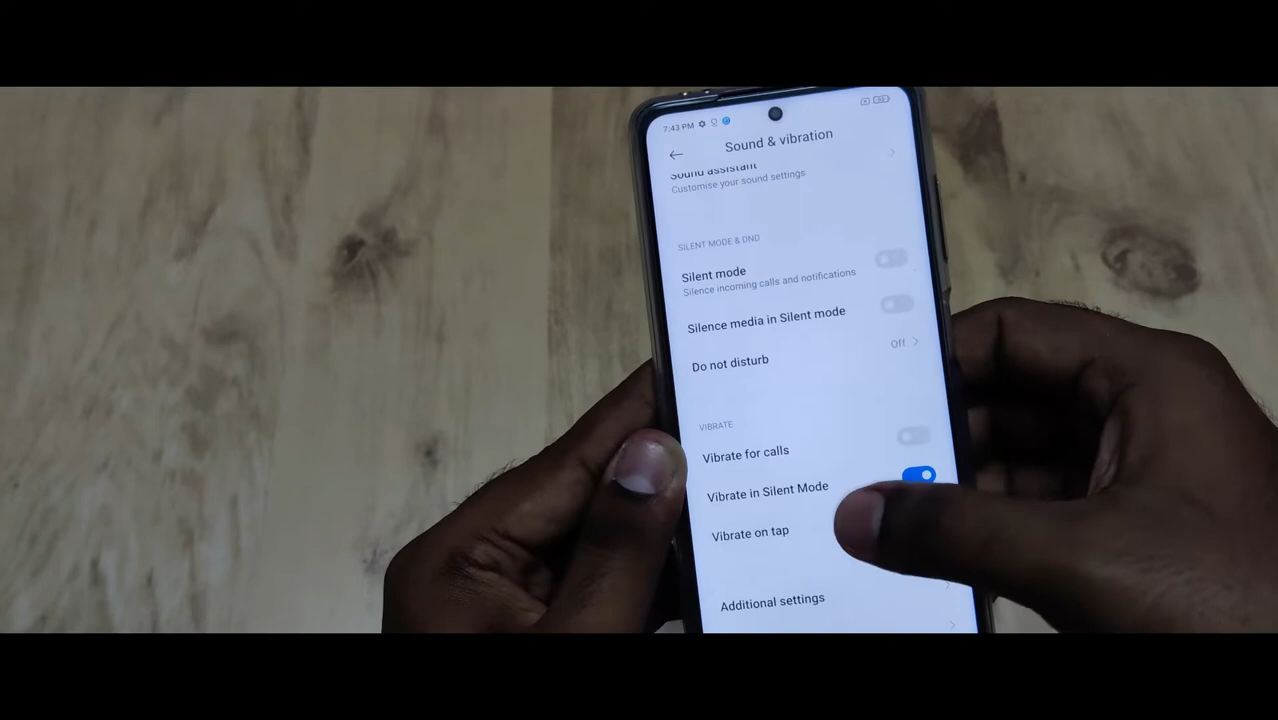 7:43 PM
Sound & vibration
Sound assistant
Customise your sound settings
SILENT MODE & DND
Silent mode
Silence incoming calls and notifications
Silence media in Silent mode
Do not disturb
Off
VIBRATE
Vibrate for calls
Vibrate in Silent Mode
Vibrate on tap
Additional settings